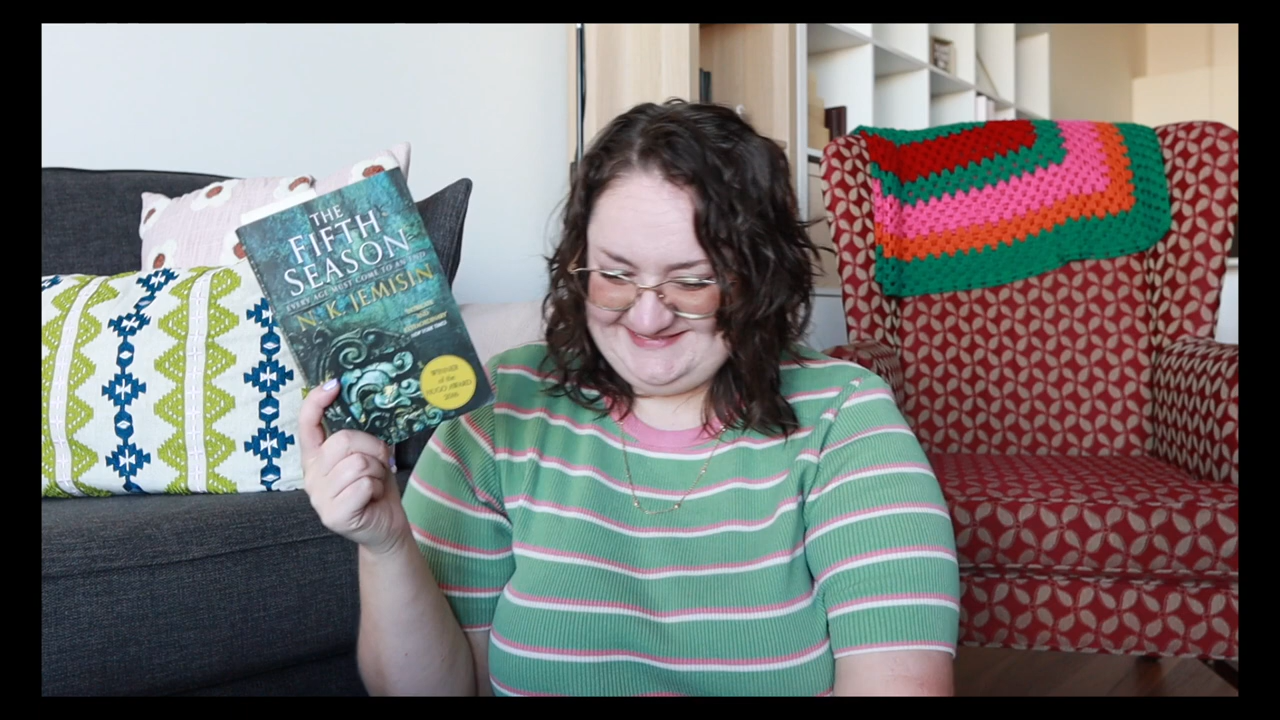 THE
FIFTH
SEASON
EVERY AGE MUST COME TO AN END
N. K. JEMISIN
WINNER
of the
HUGO AWARD
2016